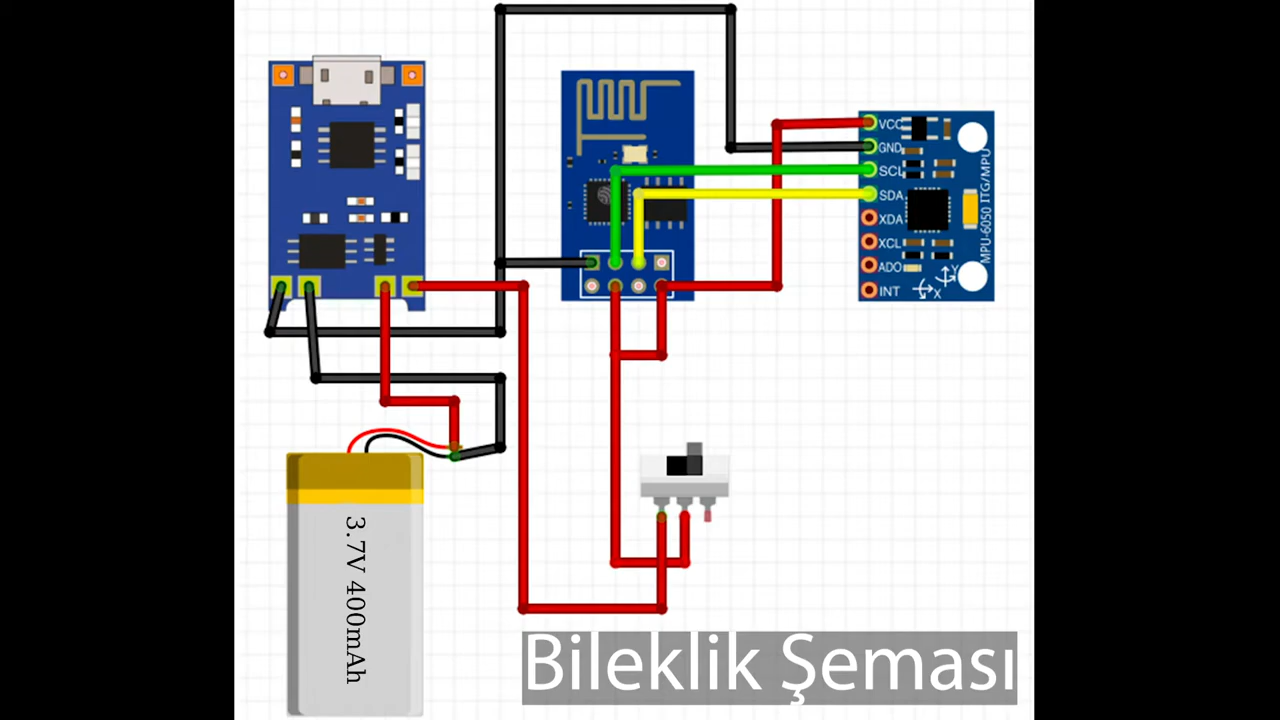 VCC
GND
SCL
SDA
XDA
XCL
ADO
INT
MPU-6050 ITG/MPU
Y
X
3.7V 400mAh
Bileklik Şeması